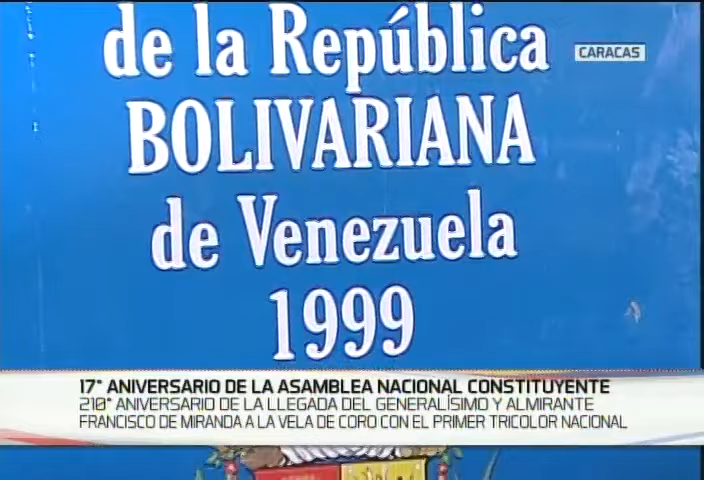 de la República
CARACAS
BOLIVARIANA
de Venezuela
1999
17° ANIVERSARIO DE LA ASAMBLEA NACIONAL CONSTITUYENTE
210° ANIVERSARIO DE LA LLEGADA DEL GENERALÍSIMO Y ALMIRANTE
FRANCISCO DE MIRANDA A LA VELA DE CORO CON EL PRIMER TRICOLOR NACIONAL